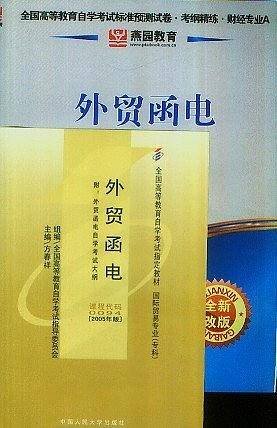 全国高等教育自学考试标准预测试卷·考纲精练·财经专业A
燕园教育
外贸函电
全国高等教育自学考试指定教材 国际贸易专业(专科)
外贸函电
附:外贸函电自学考试大纲
课程代码
0094
[2005年版]
组编/全国高等教育自学考试指导委员会
主编/方春祥
中国人民大学出版社
全新
改版